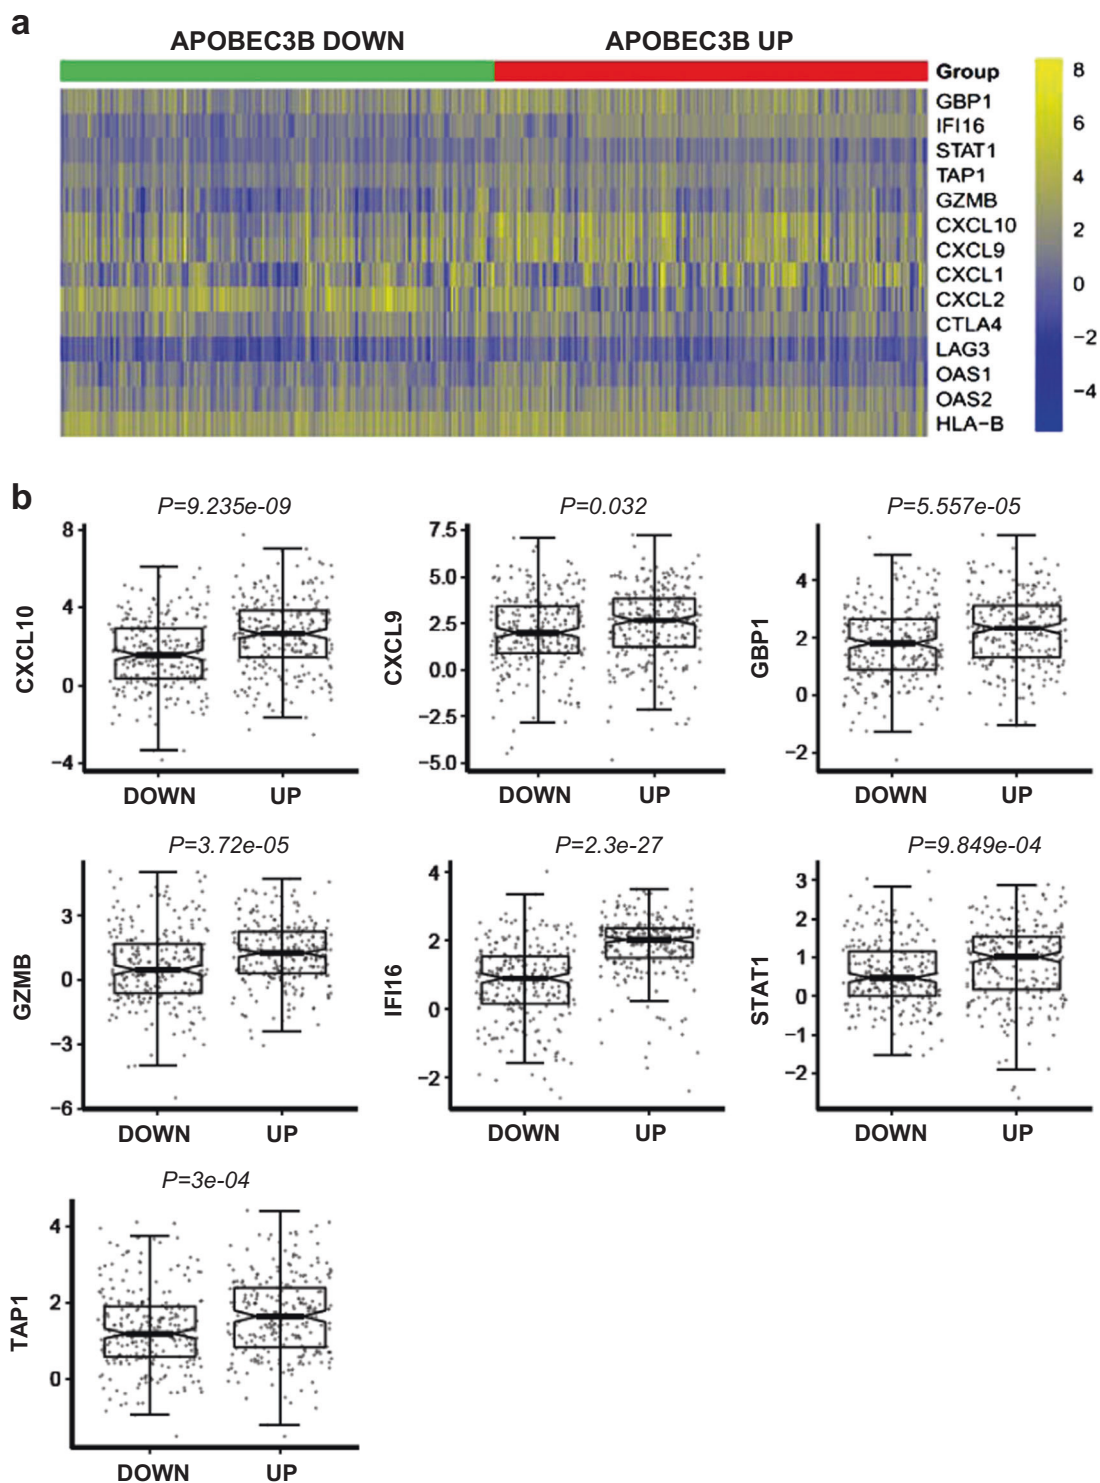 a
APOBEC3B DOWN APOBEC3B UP
Group
GBP1
IFI16
STAT1
TAP1
GZMB
CXCL10
CXCL9
CXCL1
CXCL2
CTLA4
LAG3
OAS1
OAS2
HLA−B
8
6
4
2
0
−2
−4
b
P=9.235e-09
CXCL10
8
4
0
−4
DOWN UP
P=0.032
CXCL9
7.5
5.0
2.5
0.0
−2.5
−5.0
DOWN UP
P=5.557e-05
GBP1
4
2
0
−2
DOWN UP
P=3.72e-05
GZMB
3
0
−3
−6
DOWN UP
P=2.3e-27
IFI16
4
2
0
−2
DOWN UP
P=9.849e-04
STAT1
3
2
1
0
−1
−2
DOWN UP
P=3e-04
TAP1
4
2
0
DOWN UP